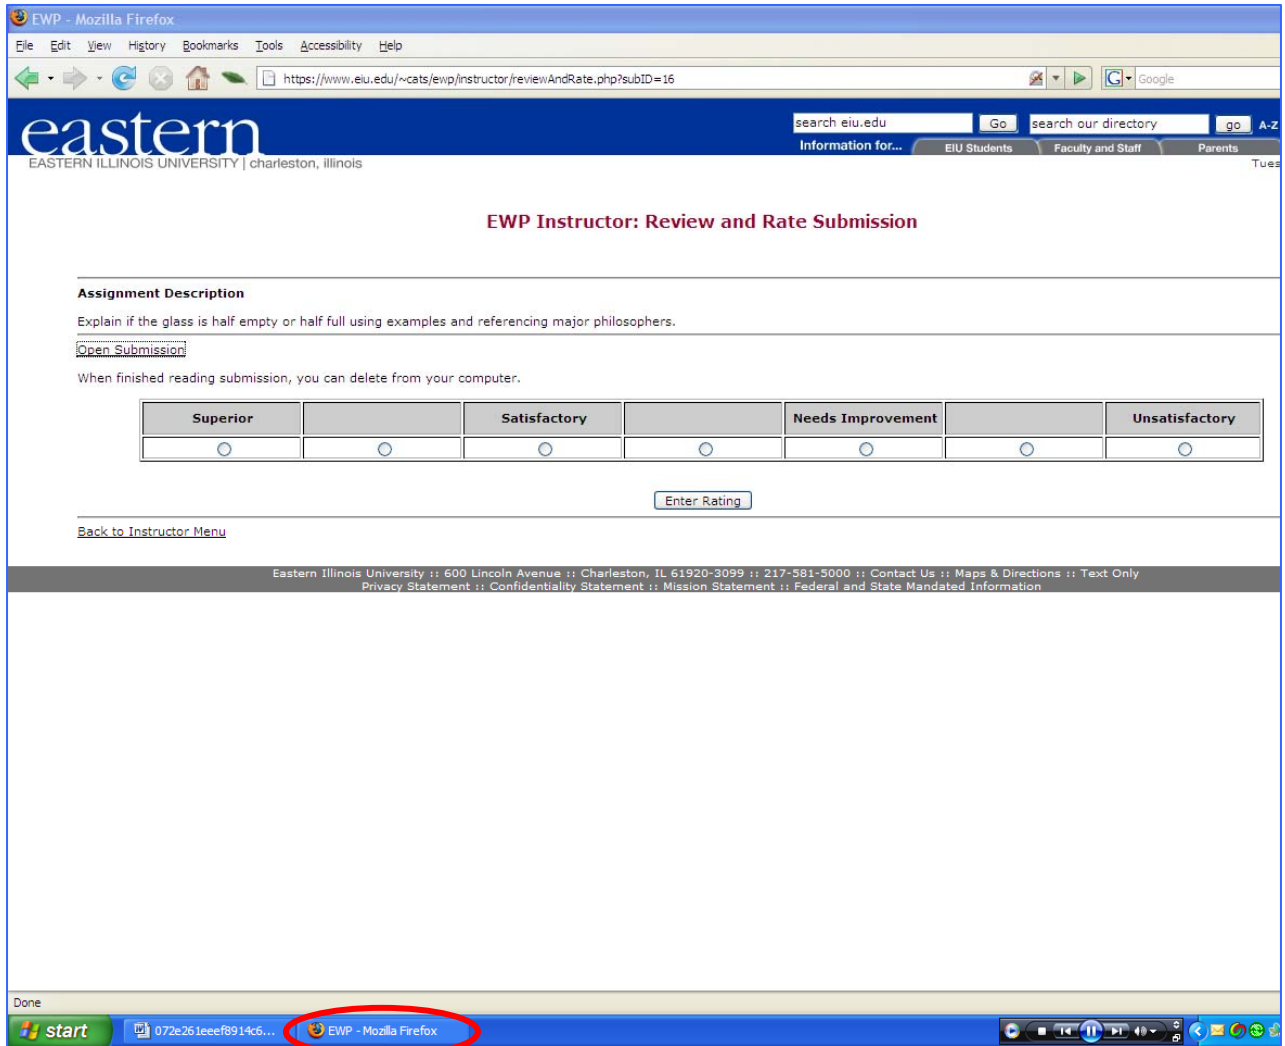 EWP - Mozilla Firefox
File Edit View History Bookmarks Tools Accessibility Help
https://www.eiu.edu/~cats/ewp/instructor/reviewAndRate.php?subID=16 G Google
eastern
search eiu.edu Go search our directory go A-Z
Information for... EIU Students Faculty and Staff Parents
EASTERN ILLINOIS UNIVERSITY | charleston, illinois
Tues
EWP Instructor: Review and Rate Submission
Assignment Description
Explain if the glass is half empty or half full using examples and referencing major philosophers.
Open Submission
When finished reading submission, you can delete from your computer.
Superior Satisfactory Needs Improvement Unsatisfactory
Enter Rating
Back to Instructor Menu
Eastern Illinois University :: 600 Lincoln Avenue :: Charleston, IL 61920-3099 :: 217-581-5000 :: Contact Us :: Maps & Directions :: Text Only
Privacy Statement :: Confidentiality Statement :: Mission Statement :: Federal and State Mandated Information
Done
start 072e261eeef8914c6... EWP - Mozilla Firefox